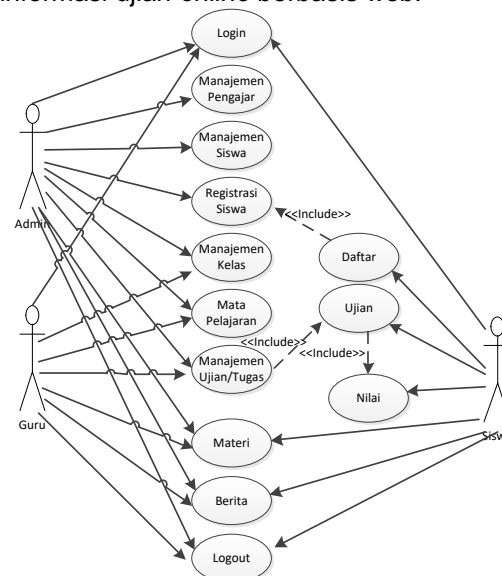 informasi ujian online berbasis web.
Login
Manajemen
Pengajar
Manajemen
Siswa
Admin
Registrasi
Siswa
<<Include>>
Manajemen
Kelas
Daftar
Mata
Pelajaran
Ujian
<<Include>>
<<Include>>
Manajemen
Ujian/Tugas
Nilai
Guru
Materi
Siswa
Berita
Logout